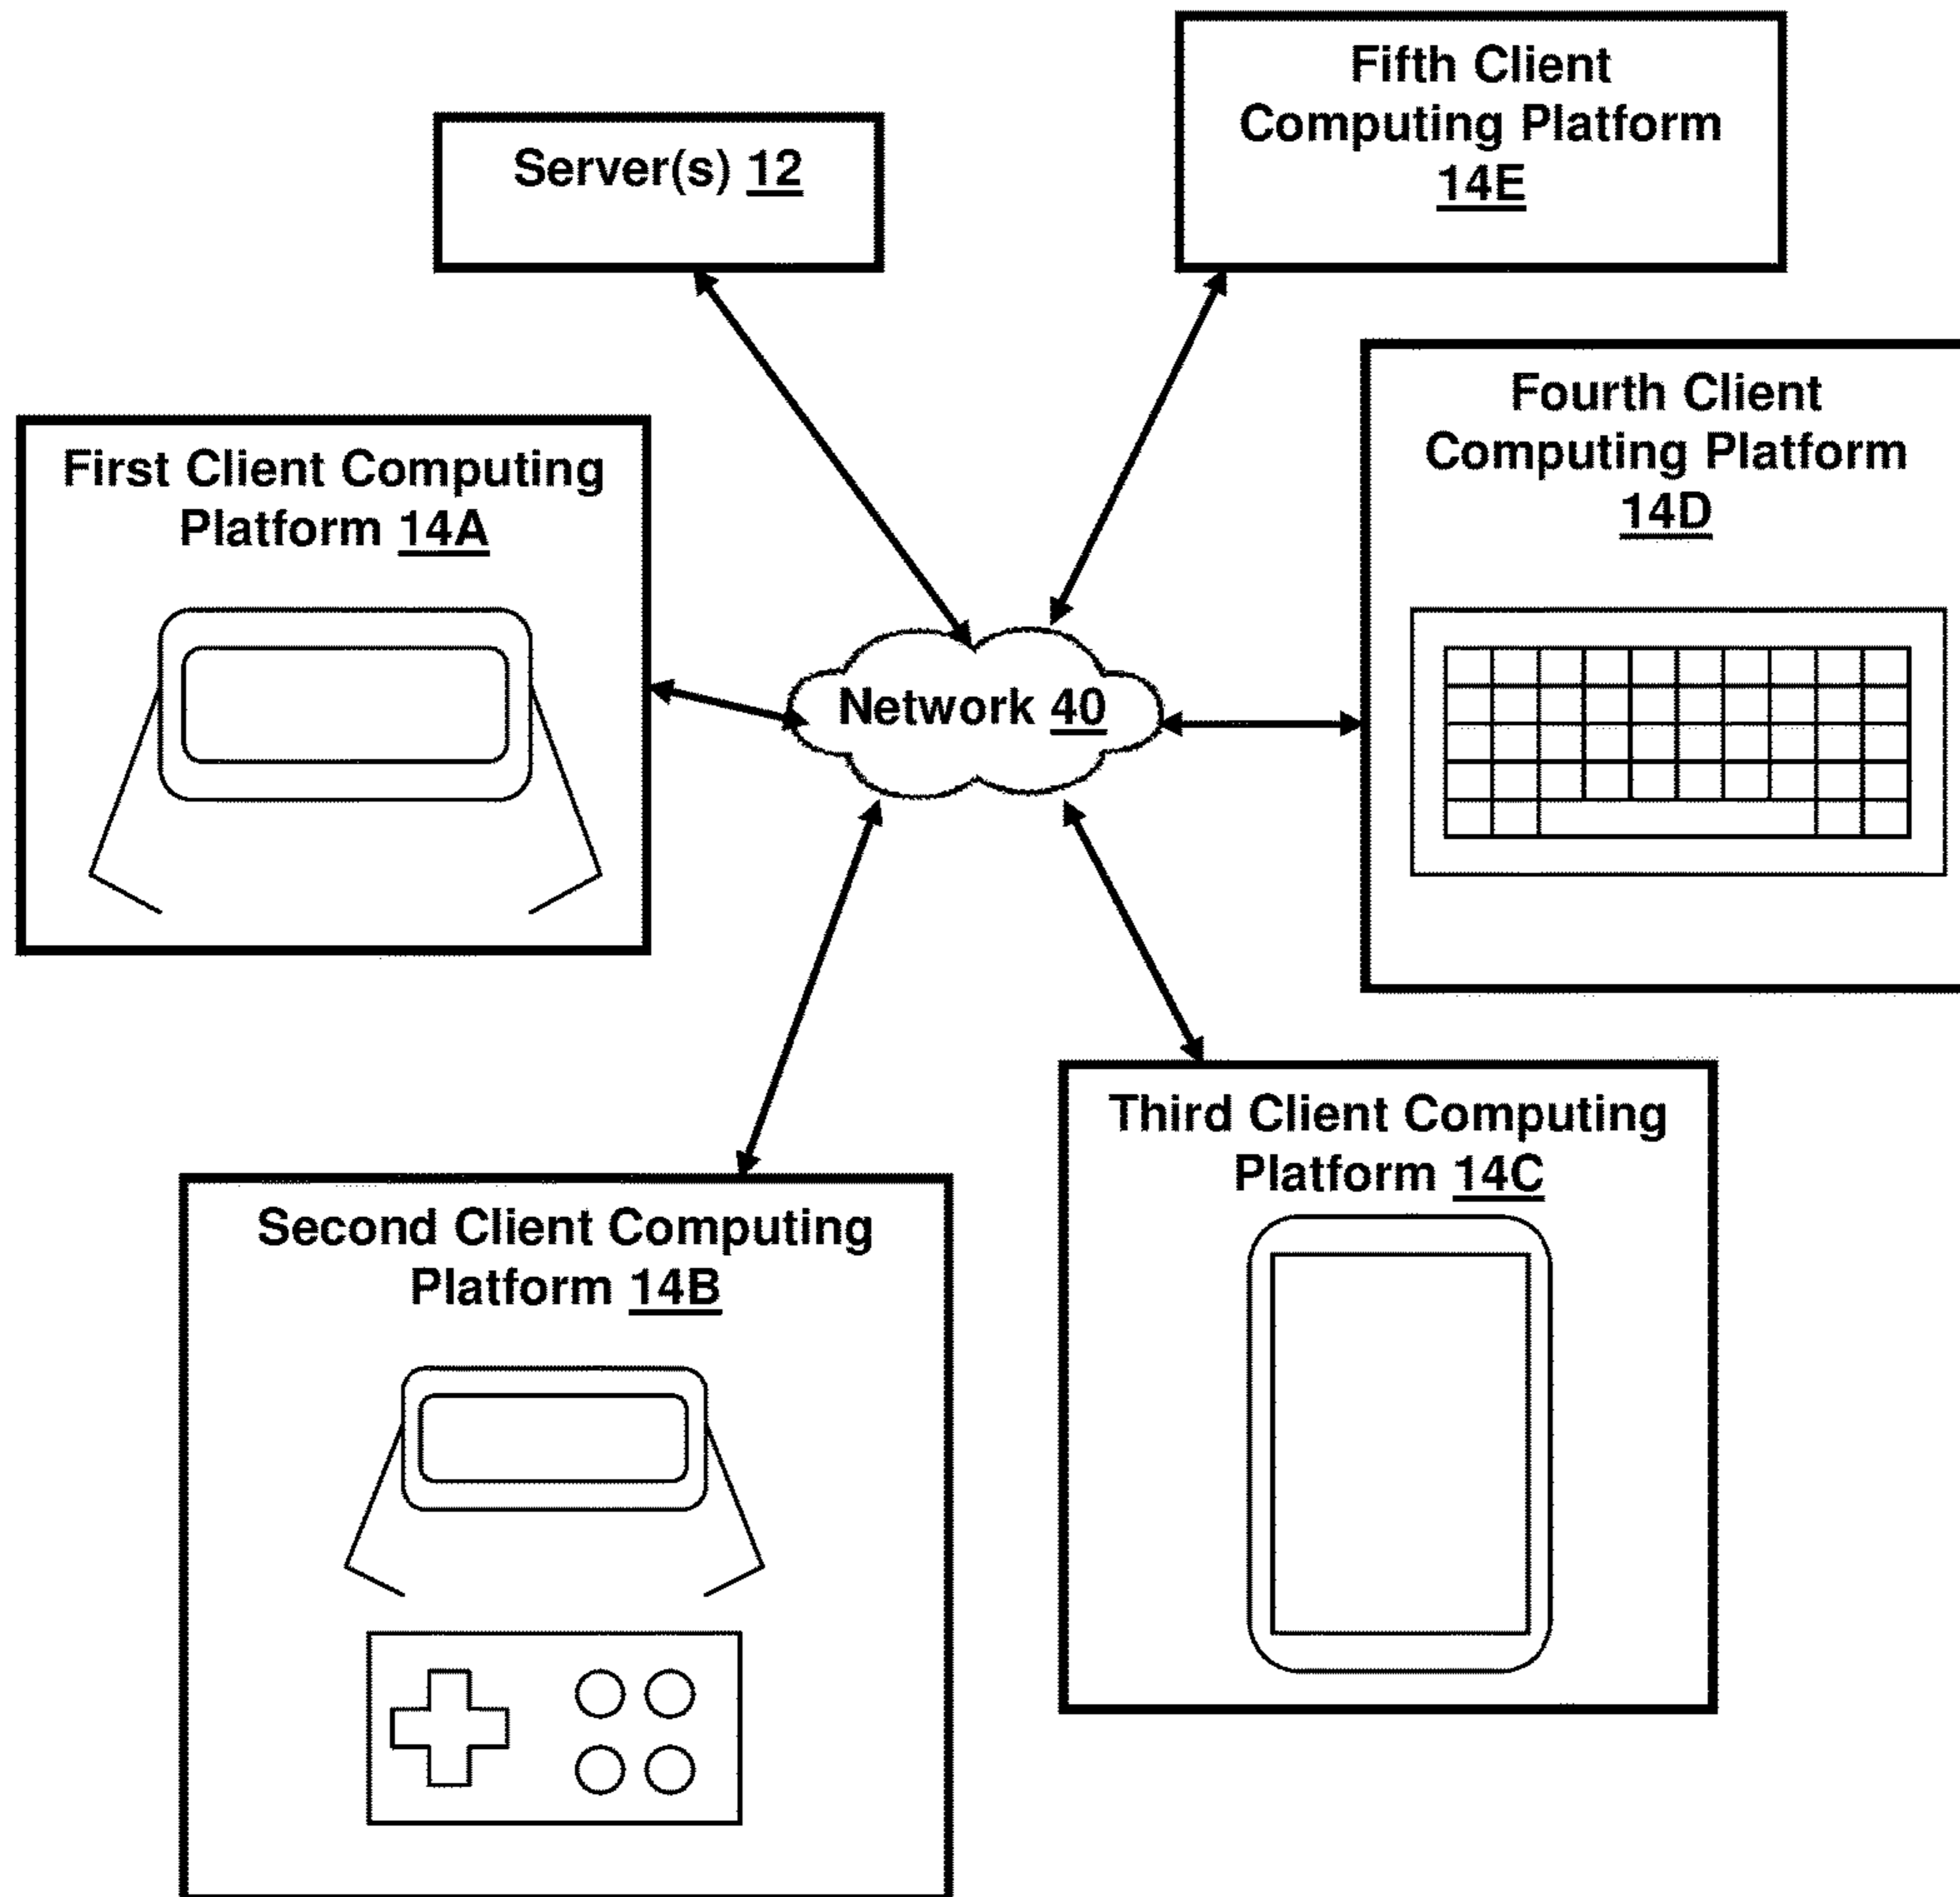 Fifth Client
Computing Platform
14E
Server(s) 12
Fourth Client
Computing Platform
14D
First Client Computing
Platform 14A
Network 40
Third Client Computing
Platform 14C
Second Client Computing
Platform 14B